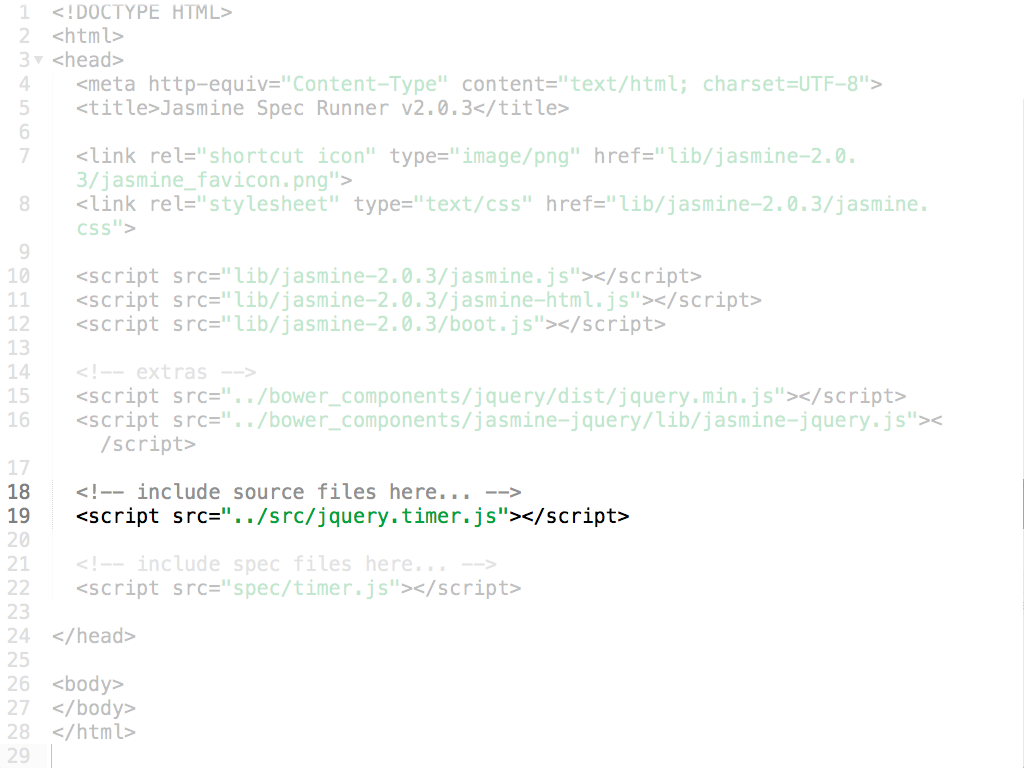 1 <!DOCTYPE HTML>
2 <html>
3 <head>
4 <meta http-equiv="Content-Type" content="text/html; charset=UTF-8">
5 <title>Jasmine Spec Runner v2.0.3</title>
6
7 <link rel="shortcut icon" type="image/png" href="lib/jasmine-2.0.
3/jasmine_favicon.png">
8 <link rel="stylesheet" type="text/css" href="lib/jasmine-2.0.3/jasmine.
css">
9
10 <script src="lib/jasmine-2.0.3/jasmine.js"></script>
11 <script src="lib/jasmine-2.0.3/jasmine-html.js"></script>
12 <script src="lib/jasmine-2.0.3/boot.js"></script>
13
14 <!-- extras -->
15 <script src="../bower_components/jquery/dist/jquery.min.js"></script>
16 <script src="../bower_components/jasmine-jquery/lib/jasmine-jquery.js"><
/script>
17
18 <!-- include source files here... -->
19 <script src="../src/jquery.timer.js"></script>
20
21 <!-- include spec files here... -->
22 <script src="spec/timer.js"></script>
23
24 </head>
25
26 <body>
27 </body>
28 </html>
29